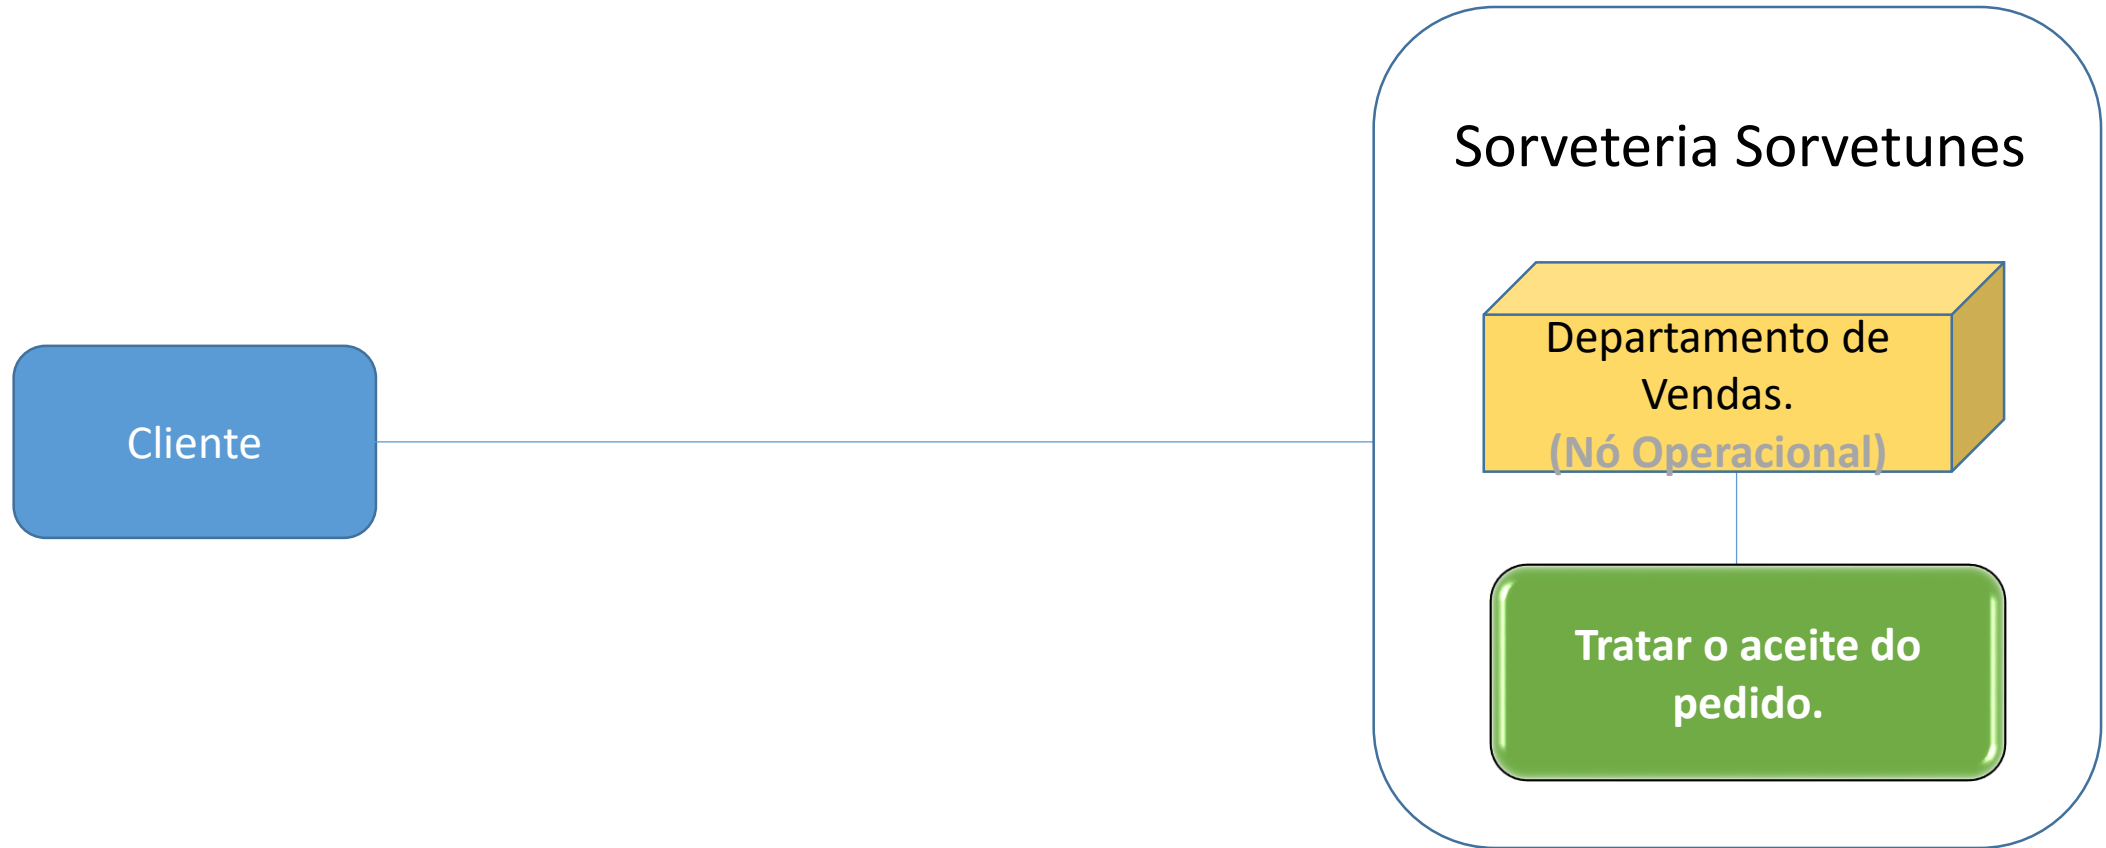 Sorveteria Sorvetunes
Departamento de
Vendas.
(Nó Operacional)
Cliente
Tratar o aceite do
pedido.